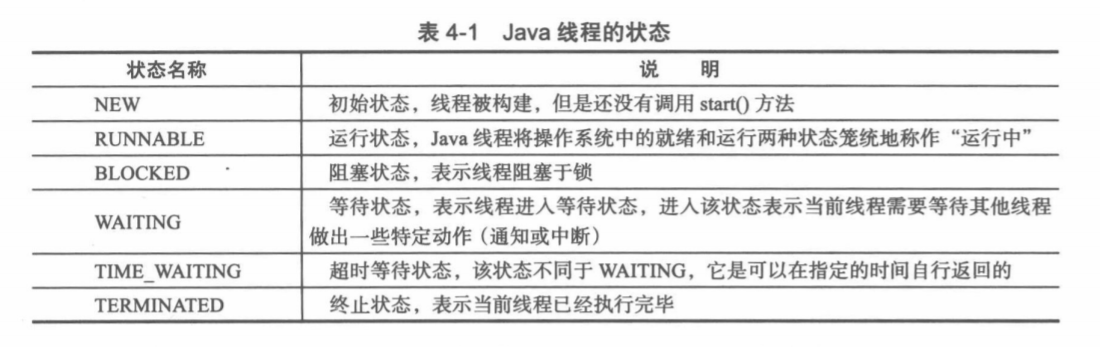 表 4-1 Java 线程的状态
状态名称 说 明
NEW 初始状态，线程被构建，但是还没有调用 start() 方法
RUNNABLE 运行状态，Java 线程将操作系统中的就绪和运行两种状态笼统地称作“运行中”
BLOCKED 阻塞状态，表示线程阻塞于锁
WAITING 等待状态，表示线程进入等待状态，进入该状态表示当前线程需要等待其他线程
做出一些特定动作（通知或中断）
TIME_WAITING 超时等待状态，该状态不同于 WAITING，它是可以在指定的时间自行返回的
TERMINATED 终止状态，表示当前线程已经执行完毕